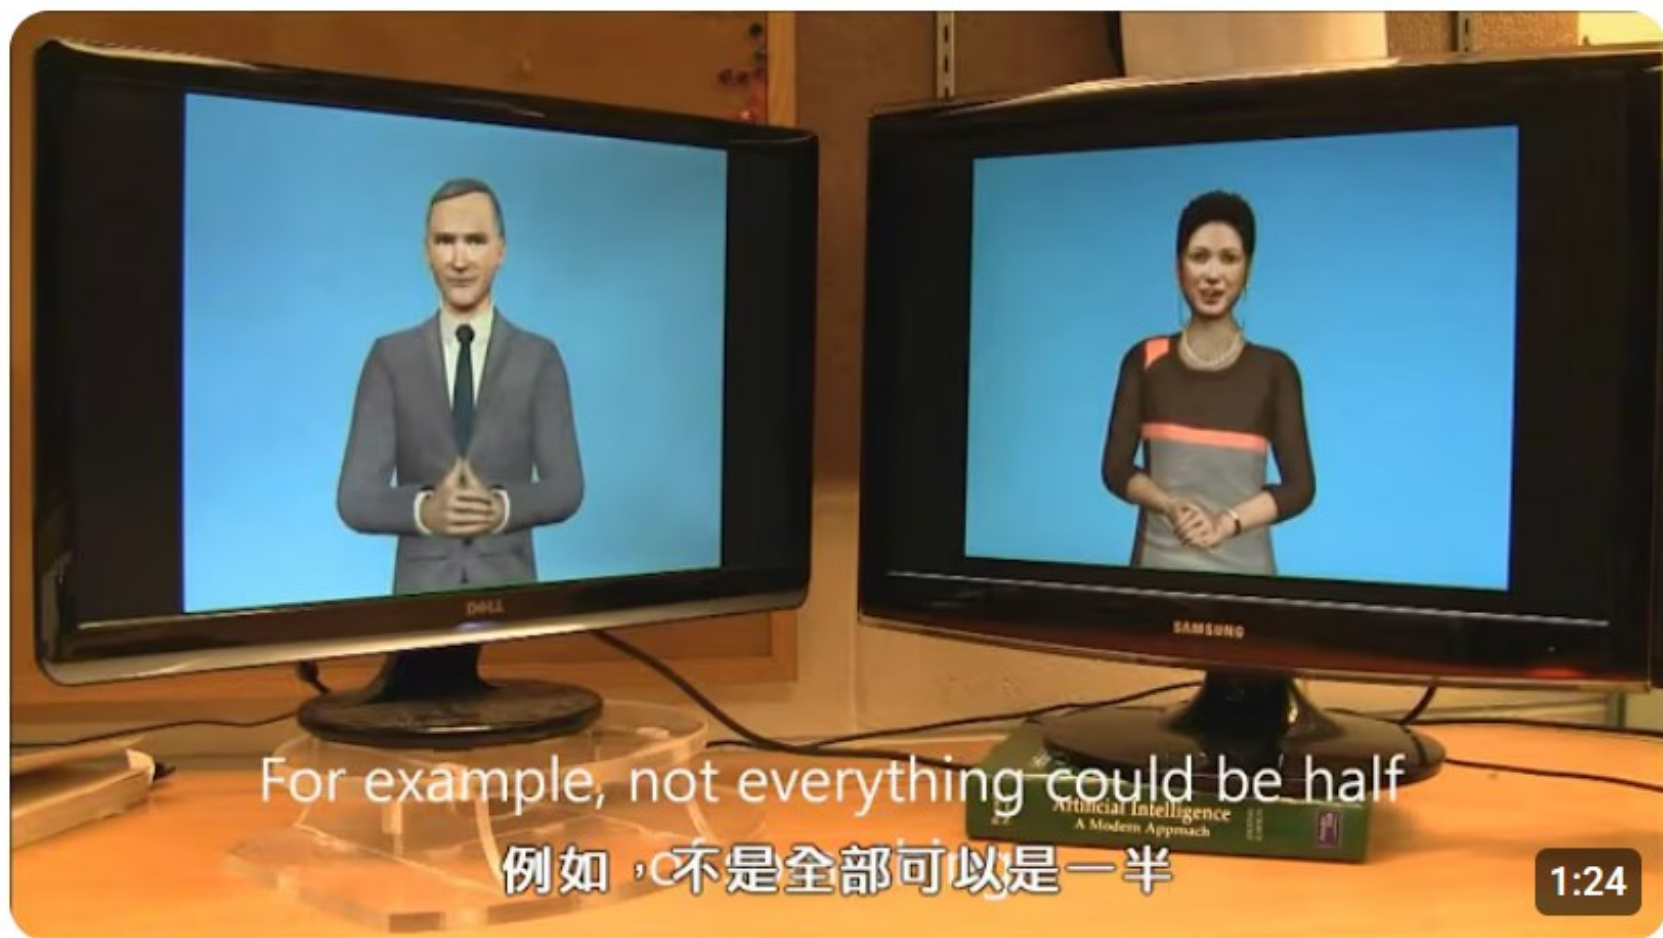 DELL
SAMSUNG
For example, not everything could be half
Artificial Intelligence
A Modern Approach
例如，不是全部可以是一半
1:24